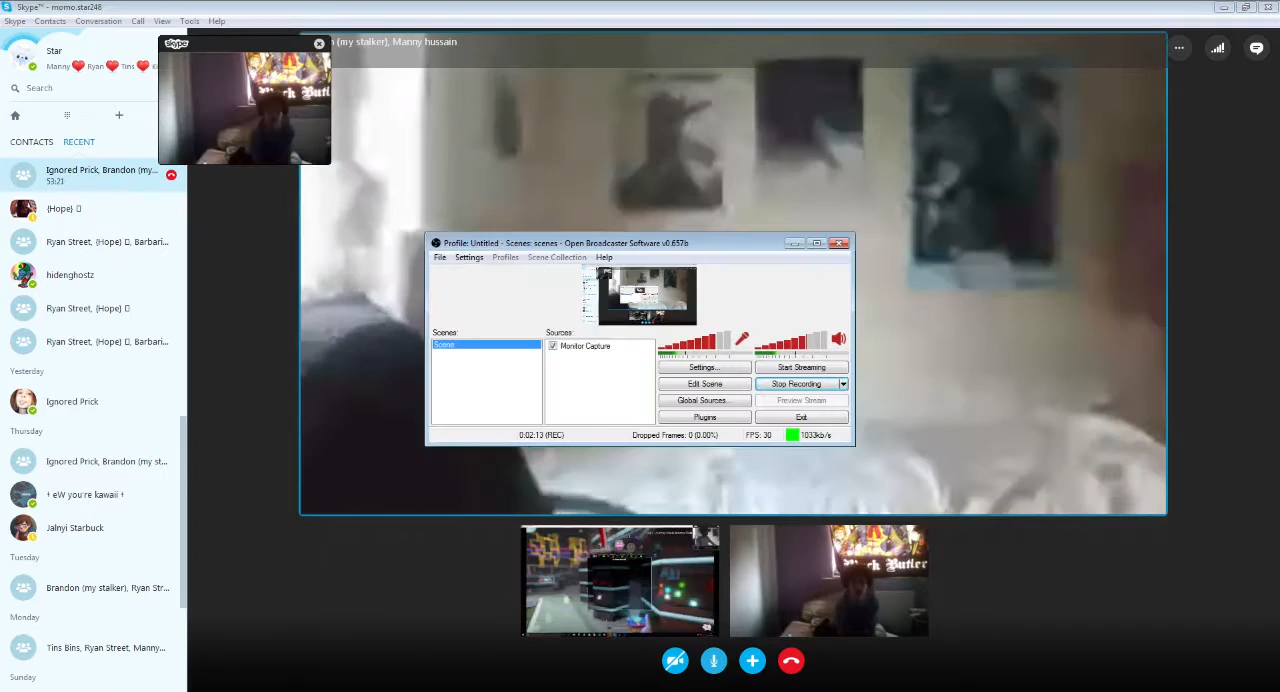 Skype™ - momo.star248
Skype Contacts Conversation Call View Tools Help
Star
Manny Ryan Tins
Search
CONTACTS RECENT
Ignored Prick, Brandon (my...
53:21
{Hope}
Ryan Street, {Hope} , Barbari...
hidenghostz
Ryan Street, {Hope}
Ryan Street, {Hope} , Barbari...
Yesterday
Ignored Prick
Thursday
Ignored Prick, Brandon (my st...
+ eW you're kawaii +
Jalnyi Starbuck
Tuesday
Brandon (my stalker), Ryan Str...
Monday
Tins Bins, Ryan Street, Manny...
Sunday
skype
Black Butler
(my stalker), Manny hussain
Profile: Untitled - Scenes: scenes - Open Broadcaster Software v0.657b
File Settings Profiles Scene Collection Help
Scenes:
Scene
Sources:
Monitor Capture
Settings...
Start Streaming
Edit Scene
Stop Recording
Global Sources...
Preview Stream
Plugins
Exit
0:02:13 (REC) Dropped Frames: 0 (0.00%) FPS: 30 1033kb/s
Black Butler